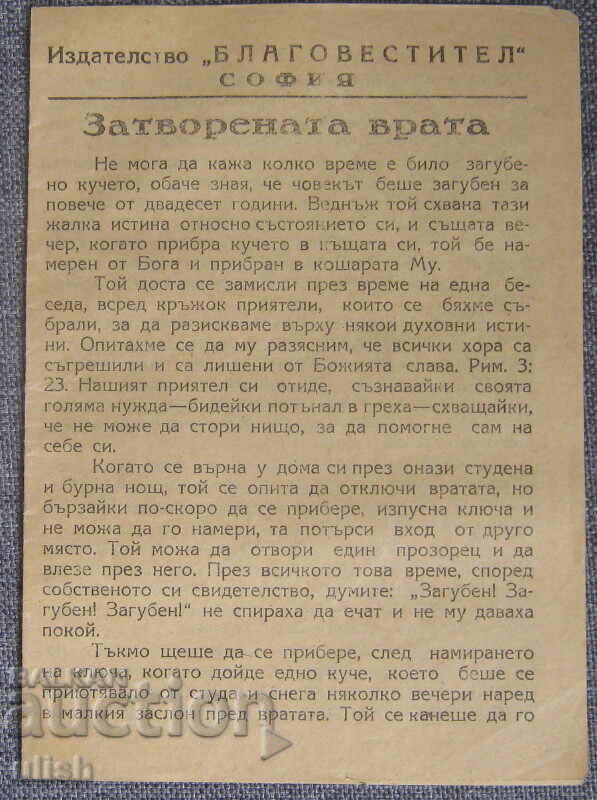 Издателство „БЛАГОВЕСТИТЕЛ“
СОФИЯ
Затворената врата
Не мога да кажа колко време е било загубе-
но кучето, обаче зная, че човекът беше загубен за
повече от двадесет години. Веднъж той схвана тази
жалка истина относно състоянието си, и същата ве-
чер, когато прибра кучето в къщата си, той бе на-
мерен от Бога и прибран в кошарата Му.
Той доста се замисли през време на една бе-
седа, всред кръжок приятели, които се бяхме съ-
брали, за да разискваме върху някои духовни исти-
ни. Опитахме се да му разясним, че всички хора са
съгрешили и са лишени от Божията слава. Рим. 3:
23. Нашият приятел си отиде, съзнавайки своята
голяма нужда—бидейки потънал в греха—схващайки,
че не може да стори нищо, за да помогне сам на
себе си.
Когато се върна у дома си през онази студена
и бурна нощ, той се опита да отключи вратата, но
бързайки по-скоро да се прибере, изпусна ключа и
не можа да го намери, та потърси вход от друго
място. Той можа да отвори един прозорец и да
влезе през него. През всичкото това време, според
собственото си свидетелство, думите: „Загубен! За-
губен! Загубен!“ не спираха да ечат и не му даваха
покой.
Тъкмо щеше да се прибере, след намирането
на ключа, когато дойде едно куче, което беше се
приютявало от студа и снега няколко вечери наред
в малкия заслон пред вратата. Той се канеше да го
BALKAN
auction
ulish